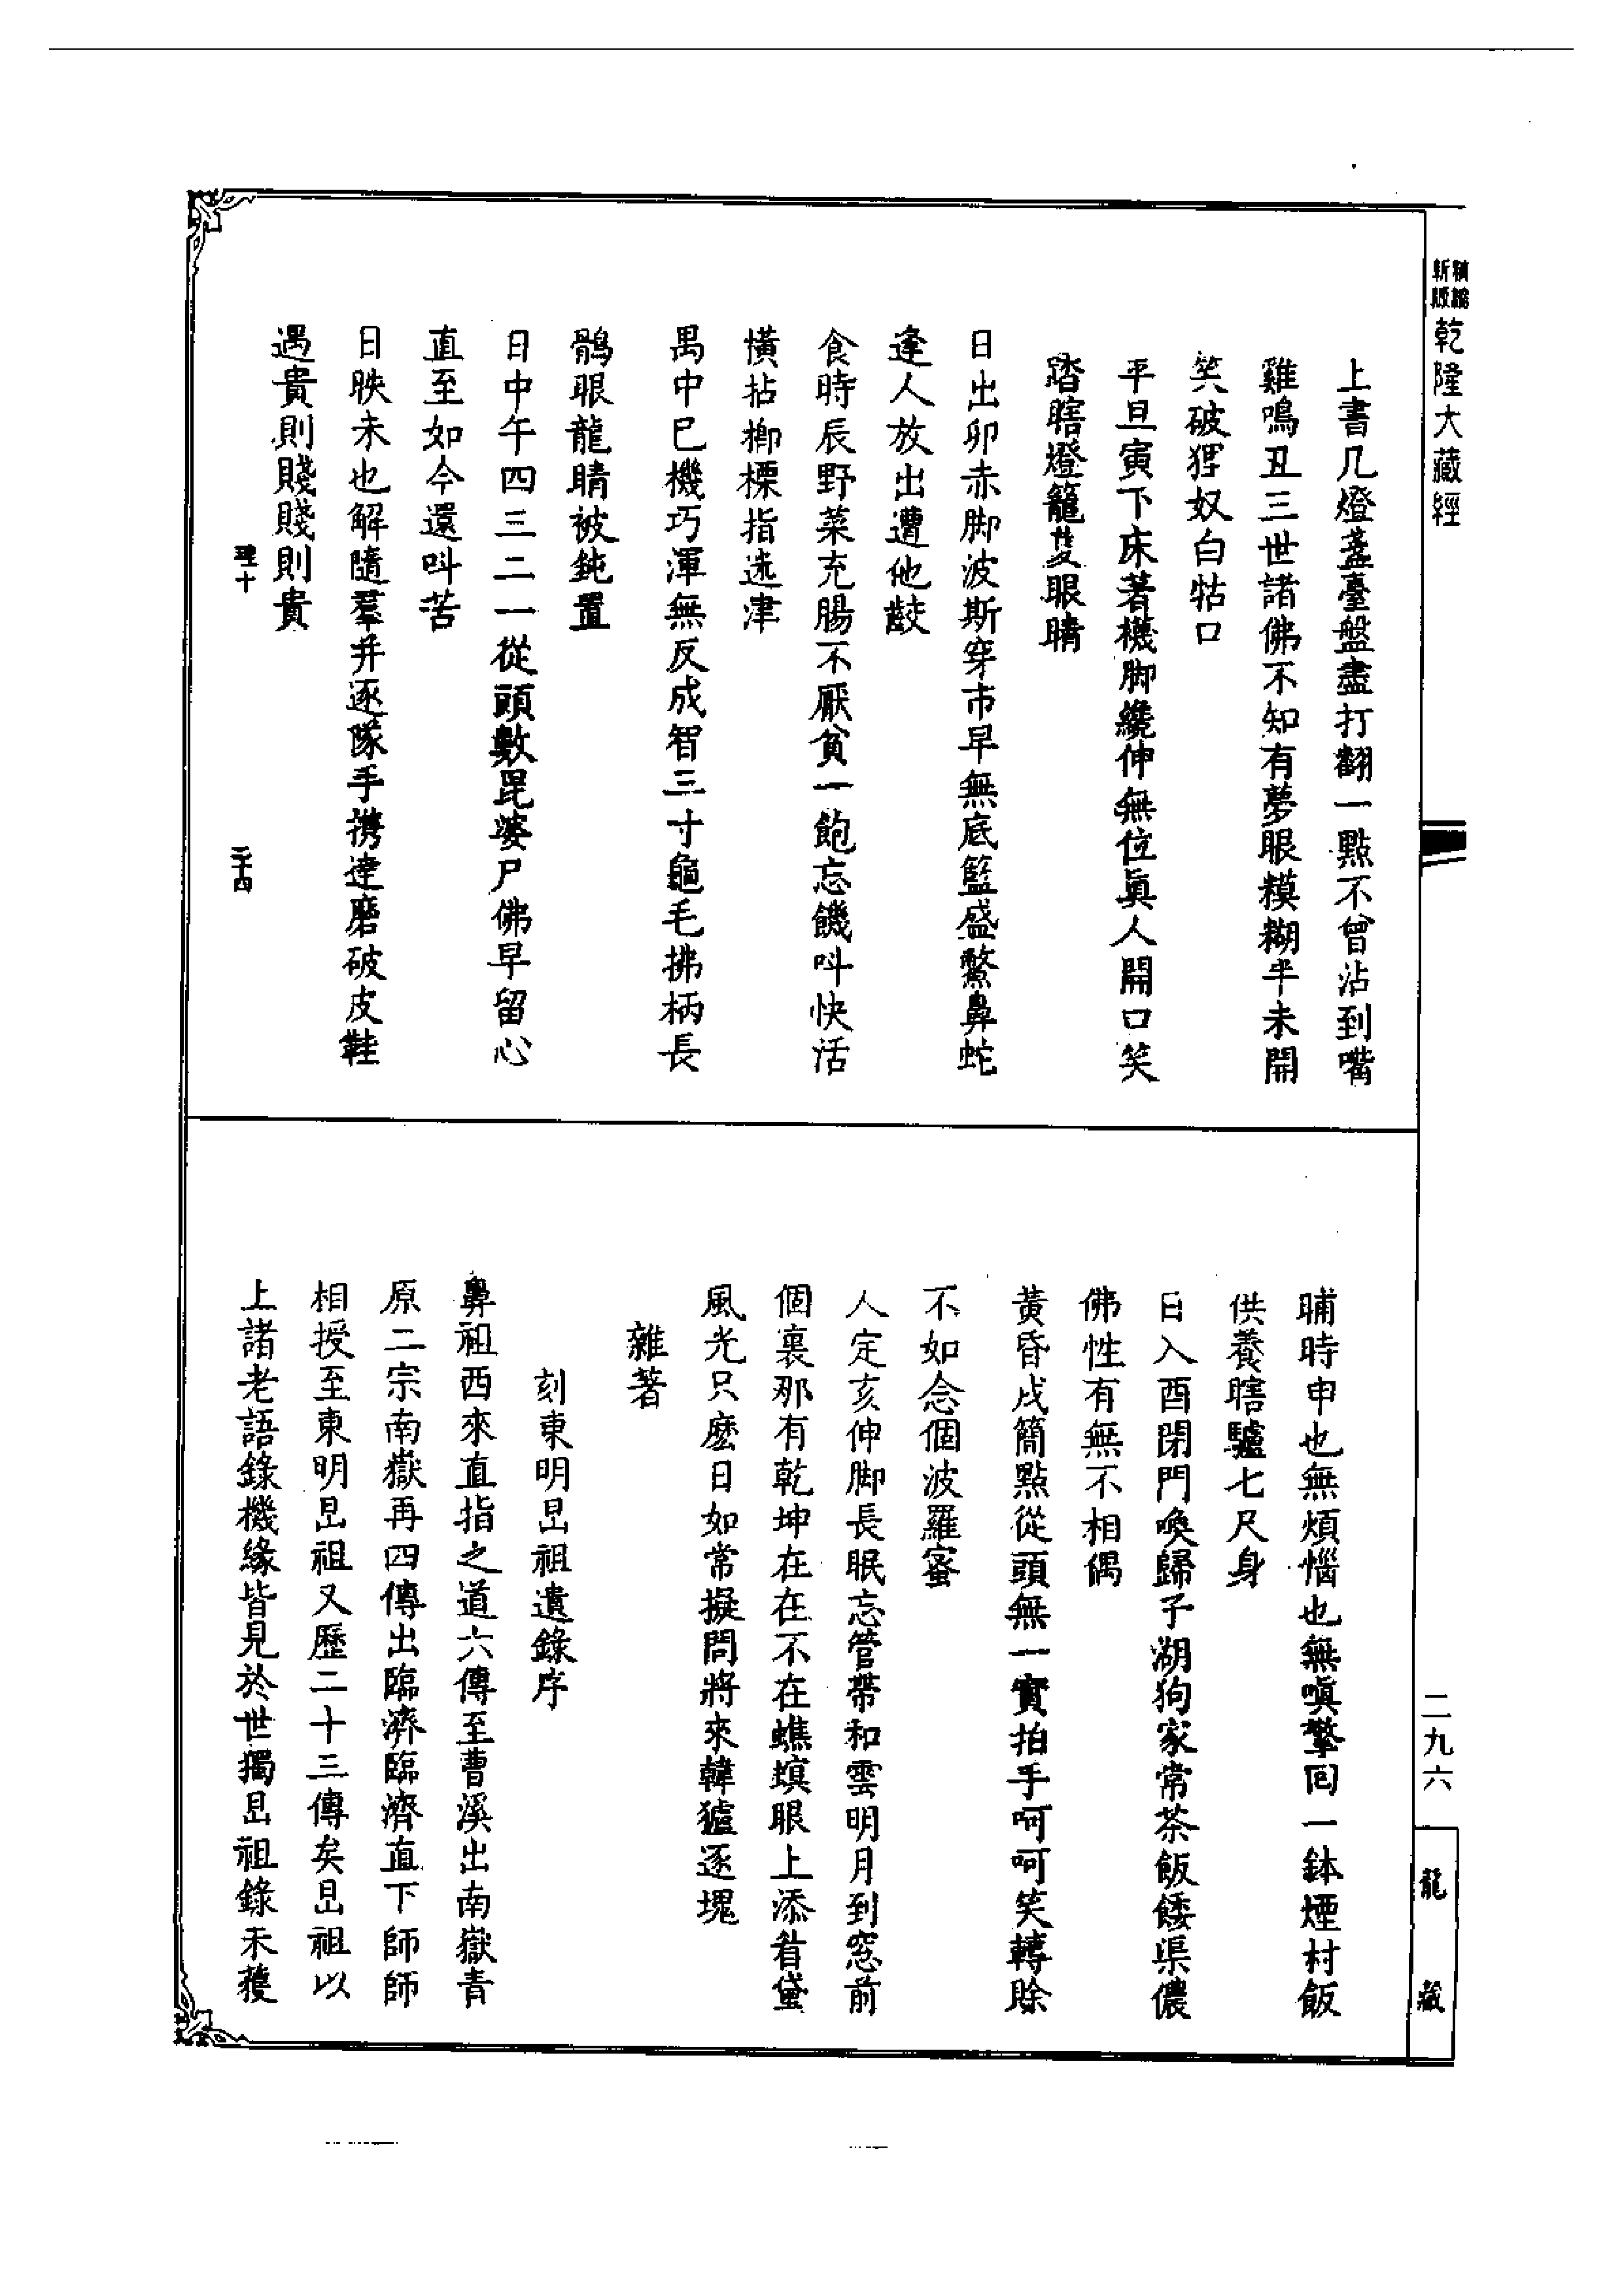 新版
精縮
乾隆大藏經
上書几燈盞臺盤盡打翻一點不曾沾到嘴
雞鳴丑三世諸佛不知有夢眼糢糊半未開
笑破狸奴白牯口
平旦寅下床著襪脚纔伸無位眞人開口笑
踏瞎燈籠雙眼睛
日出卯赤脚波斯穿市早無底籃盛鱉鼻蛇
逢人放出遭他齩
食時辰野菜充腸不厭貧一飽忘饑呌快活
橫拈榔標指迷津
禺中巳機巧渾無反成智三寸龜毛拂柄長
鶻眼龍睛被鈍置
日中午四三二一從頭數毘婆尸佛早留心
直至如今還呌苦
日昳未也解隨羣幷逐隊手携達磨破皮鞋
遇貴則賤賤則貴
理十
二十四
晡時申也無煩惱也無嗔擎囘一鉢煙村飯
供養瞎驢七尺身
日入酉閉門喚歸子湖狗家常茶飯餧渠儂
佛性有無不相偶
黃昏戌簡點從頭無一實拍手呵呵笑轉賒
不如念個波羅蜜
人定亥伸脚長眠忘管帶和雲明月到窓前
個裏那有乾坤在在不在蟭螟眼上添眉黛
風光只麽日如常擬問將來韓獹逐塊
雜著
刻東明旵祖遺錄序
鼻祖西來直指之道六傳至曹溪出南嶽青
原二宗南嶽再四傳出臨濟臨濟直下師師
相授至東明旵祖又歷二十三傳矣旵祖以
上諸老語錄機緣皆見於世獨旵祖錄未獲
二九六
龍藏